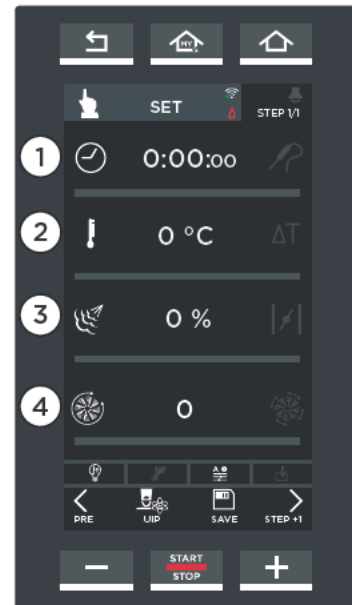 MY
SET
STEP 1/1
1
0:00:00
2
0 °C
ΔT
3
0 %
4
0
PRE
UIP
SAVE
STEP +1
START
STOP